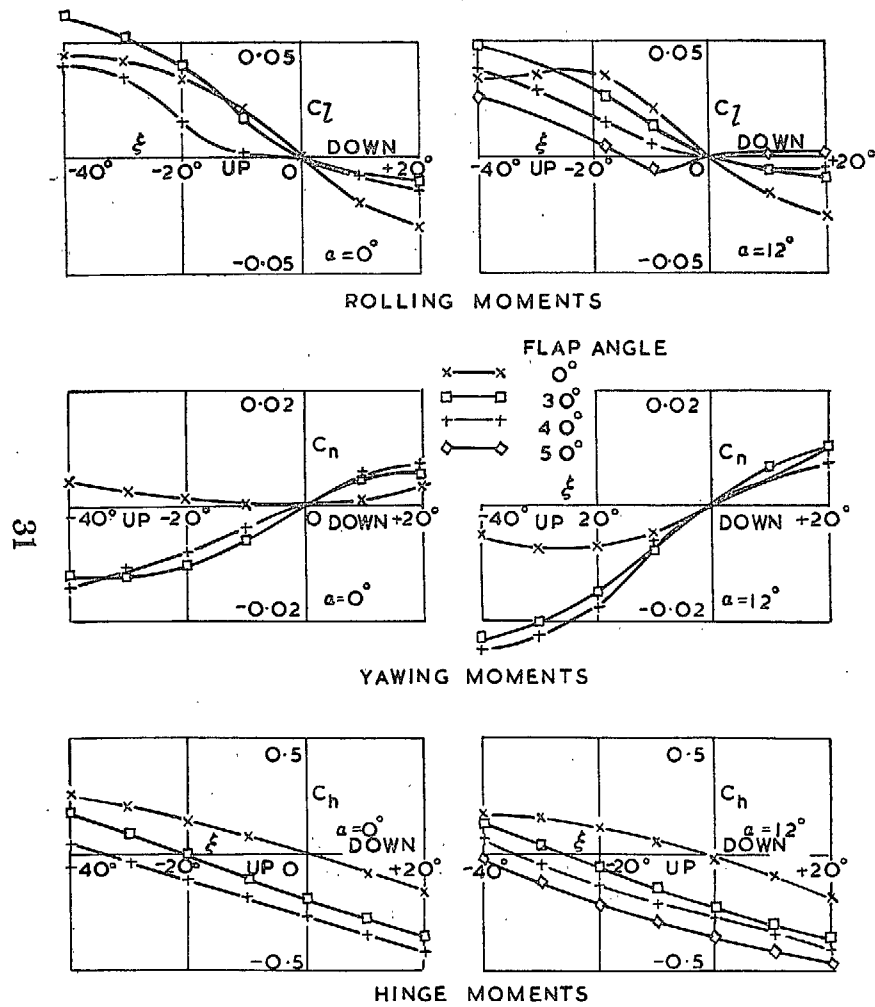 0.05
Cl
ξ
DOWN
-40° -20° UP 0 +20°
-0.05 a=0°
0.05
Cl
ξ
DOWN
-40° UP -20° 0 +20°
-0.05 a=12°
ROLLING MOMENTS
FLAP ANGLE
0°
30°
40°
50°
0.02
Cn
ξ
-40° UP -20° 0 DOWN +20°
-0.02 a=0°
0.02
Cn
ξ
-40° UP 20° 0 DOWN +20°
-0.02 a=12°
31
YAWING MOMENTS
0.5
Ch
a=0°
ξ DOWN
-40° -20° UP 0 +20°
-0.5
0.5
Ch
a=12°
ξ DOWN
-40° -20° UP 0 +20°
-0.5
HINGE MOMENTS